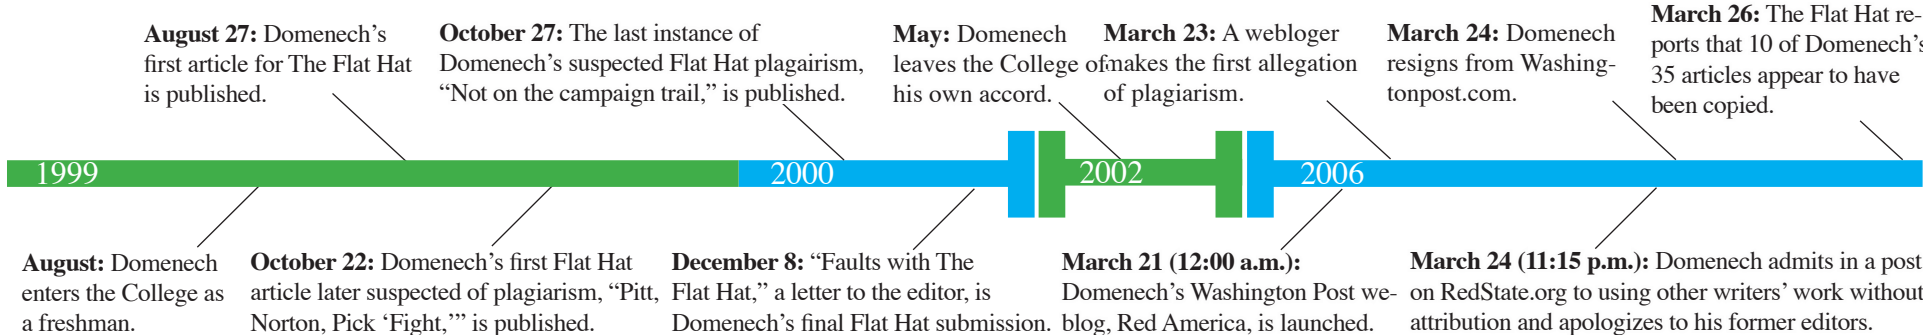 August 27: Domenech's
first article for The Flat Hat
is published.
October 27: The last instance of
Domenech's suspected Flat Hat plagairism,
“Not on the campaign trail,” is published.
May: Domenech
leaves the College of
his own accord.
March 23: A webloger
makes the first allegation
of plagiarism.
March 24: Domenech
resigns from Washing-
tonpost.com.
March 26: The Flat Hat re-
ports that 10 of Domenech's
35 articles appear to have
been copied.
1999
2000
2002
2006
August: Domenech
enters the College as
a freshman.
October 22: Domenech’s first Flat Hat
article later suspected of plagiarism, “Pitt,
Norton, Pick ‘Fight,’” is published.
December 8: “Faults with The
Flat Hat,” a letter to the editor, is
Domenech’s final Flat Hat submission.
March 21 (12:00 a.m.):
Domenech’s Washington Post we-
blog, Red America, is launched.
March 24 (11:15 p.m.): Domenech admits in a post
on RedState.org to using other writers’ work without
attribution and apologizes to his former editors.